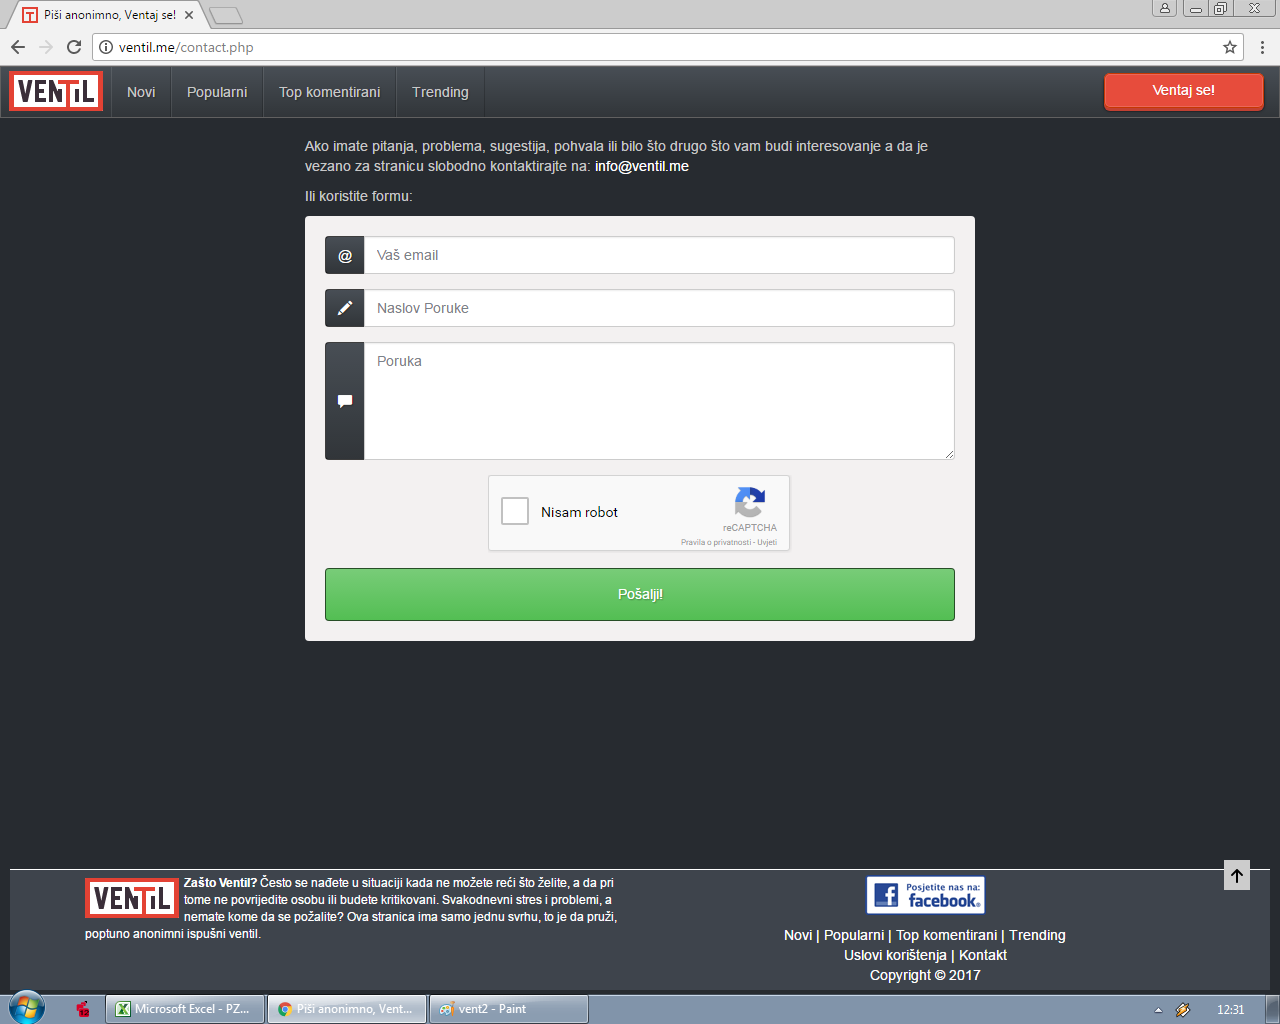 Piši anonimno, Ventaj se!
ventil.me/contact.php
VENTiL
Novi
Popularni
Top komentirani
Trending
Ventaj se!
Ako imate pitanja, problema, sugestija, pohvala ili bilo što drugo što vam budi interesovanje a da je
vezano za stranicu slobodno kontaktirajte na: info@ventil.me
Ili koristite formu:
@ Vaš email
Naslov Poruke
Poruka
Nisam robot
reCAPTCHA
Pravila o privatnosti - Uvjeti
Pošalji!
VENTiL
Zašto Ventil? Često se nađete u situaciji kada ne možete reći što želite, a da pri
tome ne povrijedite osobu ili budete kritikovani. Svakodnevni stres i problemi, a
nemate kome da se požalite? Ova stranica ima samo jednu svrhu, to je da pruži,
poptuno anonimni ispušni ventil.
Posjetite nas na:
facebook
Novi | Popularni | Top komentirani | Trending
Uslovi korištenja | Kontakt
Copyright © 2017
Microsoft Excel - PZ...
Piši anonimno, Vent...
vent2 - Paint
12:31